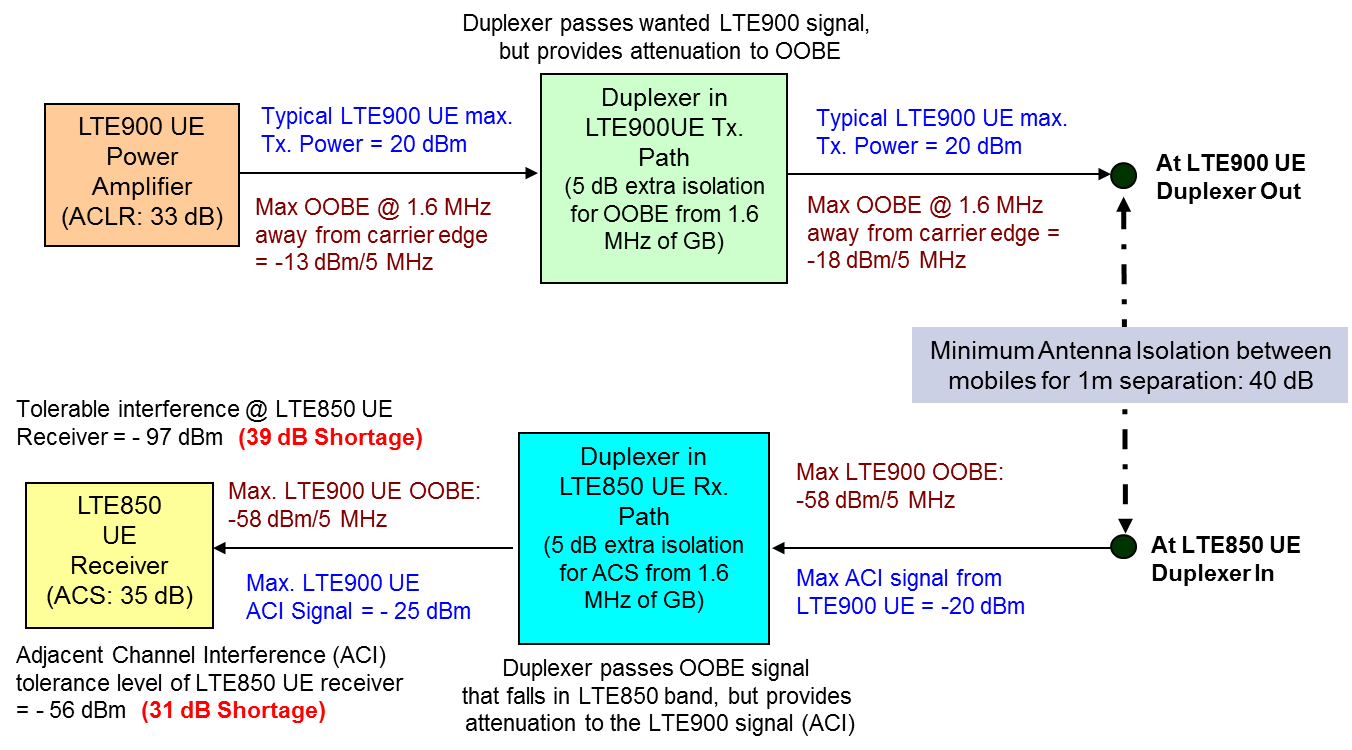 Duplexer passes wanted LTE900 signal,
but provides attenuation to OOBE
LTE900 UE
Power
Amplifier
(ACLR: 33 dB)
Typical LTE900 UE max.
Tx. Power = 20 dBm
Max OOBE @ 1.6 MHz
away from carrier edge
= -13 dBm/5 MHz
Duplexer in
LTE900UE Tx.
Path
(5 dB extra isolation
for OOBE from 1.6
MHz of GB)
Typical LTE900 UE max.
Tx. Power = 20 dBm
Max OOBE @ 1.6 MHz
away from carrier edge =
-18 dBm/5 MHz
At LTE900 UE
Duplexer Out
Minimum Antenna Isolation between
mobiles for 1m separation: 40 dB
Tolerable interference @ LTE850 UE
Receiver = - 97 dBm (39 dB Shortage)
LTE850
UE
Receiver
(ACS: 35 dB)
Max. LTE900 UE OOBE:
-58 dBm/5 MHz
Max. LTE900 UE
ACI Signal = - 25 dBm
Duplexer in
LTE850 UE Rx.
Path
(5 dB extra isolation
for ACS from 1.6
MHz of GB)
Max LTE900 OOBE:
-58 dBm/5 MHz
Max ACI signal from
LTE900 UE = -20 dBm
At LTE850 UE
Duplexer In
Adjacent Channel Interference (ACI)
tolerance level of LTE850 UE receiver
= - 56 dBm (31 dB Shortage)
Duplexer passes OOBE signal
that falls in LTE850 band, but provides
attenuation to the LTE900 signal (ACI)